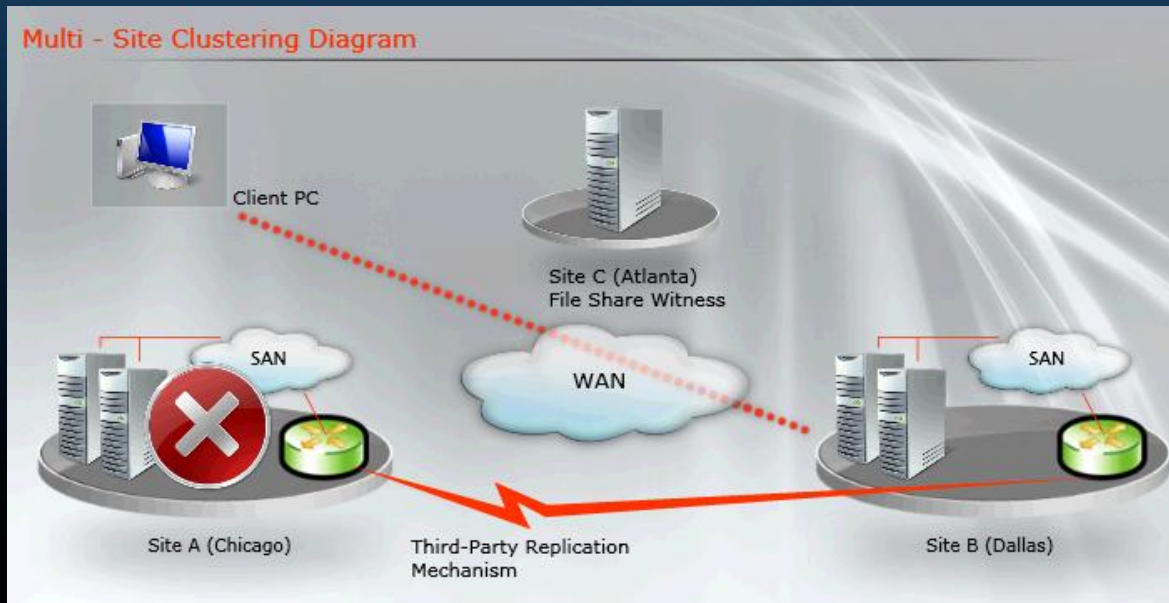 Multi - Site Clustering Diagram
Client PC
Site C (Atlanta)
File Share Witness
SAN
WAN
SAN
Site A (Chicago)
Third-Party Replication
Mechanism
Site B (Dallas)